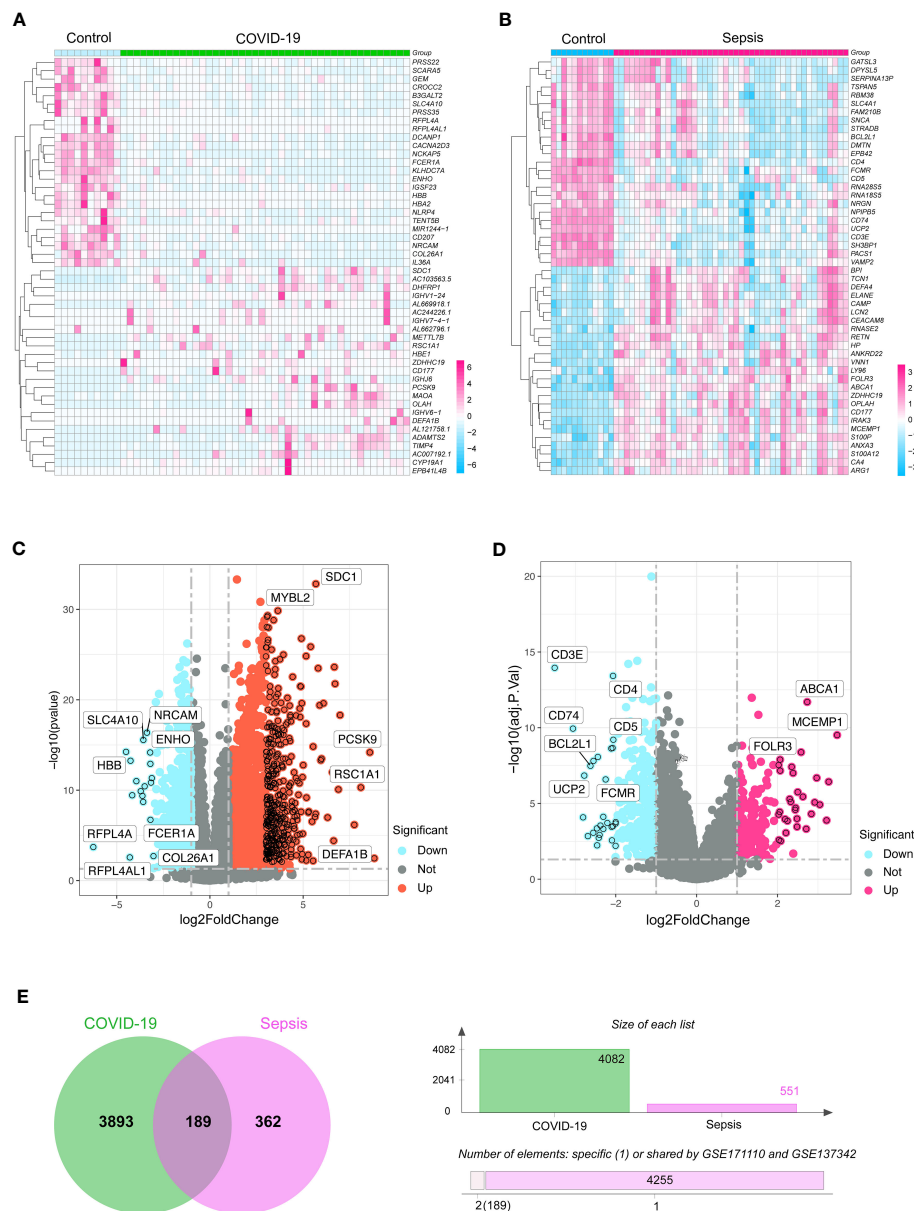 A
Control
COVID-19
Group
PRSS22
SCARA5
GEM
CROCC2
B3GALT2
SLC4A10
PRSS35
RFPL4A
RFPL4AL1
DCANP1
CACNA2D3
NCKAP5
FCER1A
KLHDC7A
ENHO
IGSF23
HBB
HBA2
NLRP4
TENT5B
MIR1244−1
CD207
NRCAM
COL26A1
IL36A
SDC1
AC103563.5
DHFRP1
IGHV1−24
AL669918.1
AC244226.1
IGHV7−4−1
AL662796.1
METTL7B
RSC1A1
HBE1
ZDHHC19
CD177
IGHJ6
PCSK9
MAOA
OLAH
IGHV6−1
DEFA1B
AL121758.1
ADAMTS2
TIMP4
AC007192.1
CYP19A1
EPB41L4B
6
4
2
0
−2
−4
−6
B
Control
Sepsis
Group
GATSL3
DPYSL5
SERPINA13P
TSPAN5
RBM38
SLC4A1
FAM210B
SNCA
STRADB
BCL2L1
DMTN
EPB42
CD4
FCMR
CD5
RNA28S5
RNA18S5
NRGN
NPIPB5
CD74
UCP2
CD3E
SH3BP1
PACS1
VAMP2
BPI
TCN1
DEFA4
ELANE
CAMP
LCN2
CEACAM8
RNASE2
RETN
HP
ANKRD22
VNN1
LY96
FOLR3
ABCA1
ZDHHC19
OPLAH
CD177
IRAK3
MCEMP1
S100P
ANXA3
S100A12
CA4
ARG1
3
2
1
0
−1
−2
C
−log10(pvalue)
30
20
10
0
SDC1
MYBL2
SLC4A10
NRCAM
ENHO
HBB
PCSK9
RSC1A1
RFPL4A
FCER1A
DEFA1B
RFPL4AL1
COL26A1
−5
0
5
log2FoldChange
Significant
Down
Not
Up
D
−log10(adj.P.Val)
20
15
10
5
0
CD3E
CD4
ABCA1
CD74
CD5
MCEMP1
BCL2L1
FOLR3
UCP2
FCMR
−2
0
2
log2FoldChange
Significant
Down
Not
Up
E
COVID-19
Sepsis
3893
189
362
Size of each list
4082
2041
0
4082
551
COVID-19
Sepsis
Number of elements: specific (1) or shared by GSE171110 and GSE137342
4255
2(189)
1